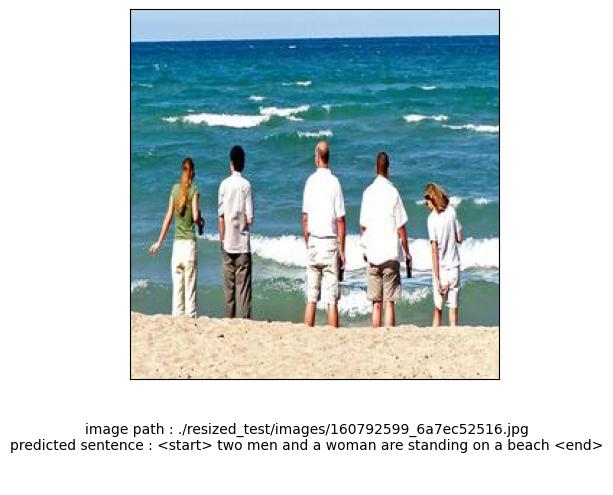 image path : ./resized_test/images/160792599_6a7ec52516.jpg
predicted sentence : <start> two men and a woman are standing on a beach <end>